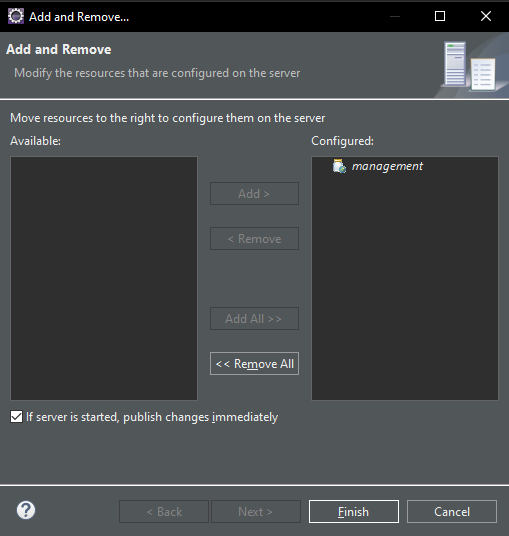 Add and Remove...
Add and Remove
Modify the resources that are configured on the server
Move resources to the right to configure them on the server
Available:
Configured:
management
Add >
< Remove
Add All >>
<< Remove All
If server is started, publish changes immediately
?
< Back
Next >
Finish
Cancel